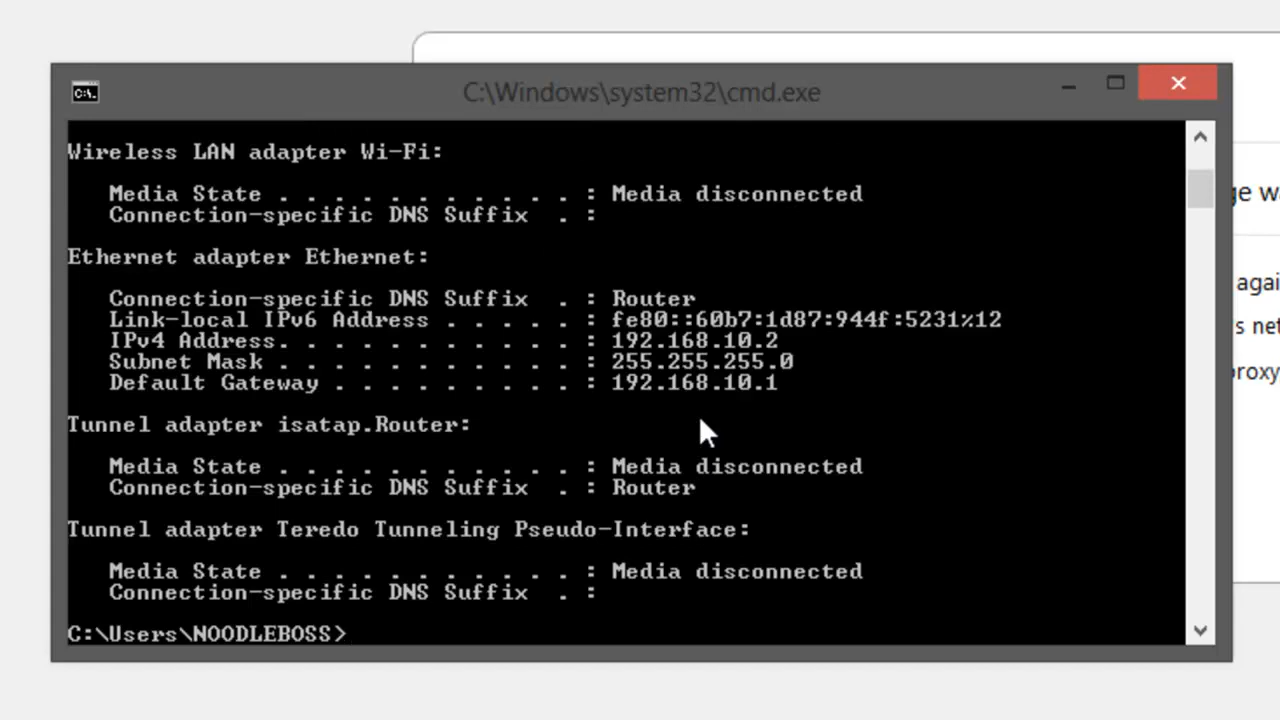 C:\Windows\system32\cmd.exe
Wireless LAN adapter Wi-Fi:
Media State . . . . . . . . . . . : Media disconnected
Connection-specific DNS Suffix  . :
Ethernet adapter Ethernet:
Connection-specific DNS Suffix  . : Router
Link-local IPv6 Address . . . . . : fe80::60b7:1d87:944f:5231%12
IPv4 Address. . . . . . . . . . . : 192.168.10.2
Subnet Mask . . . . . . . . . . . : 255.255.255.0
Default Gateway . . . . . . . . . : 192.168.10.1
Tunnel adapter isatap.Router:
Media State . . . . . . . . . . . : Media disconnected
Connection-specific DNS Suffix  . : Router
Tunnel adapter Teredo Tunneling Pseudo-Interface:
Media State . . . . . . . . . . . : Media disconnected
Connection-specific DNS Suffix  . :
C:\Users\NOODLEBOSS>